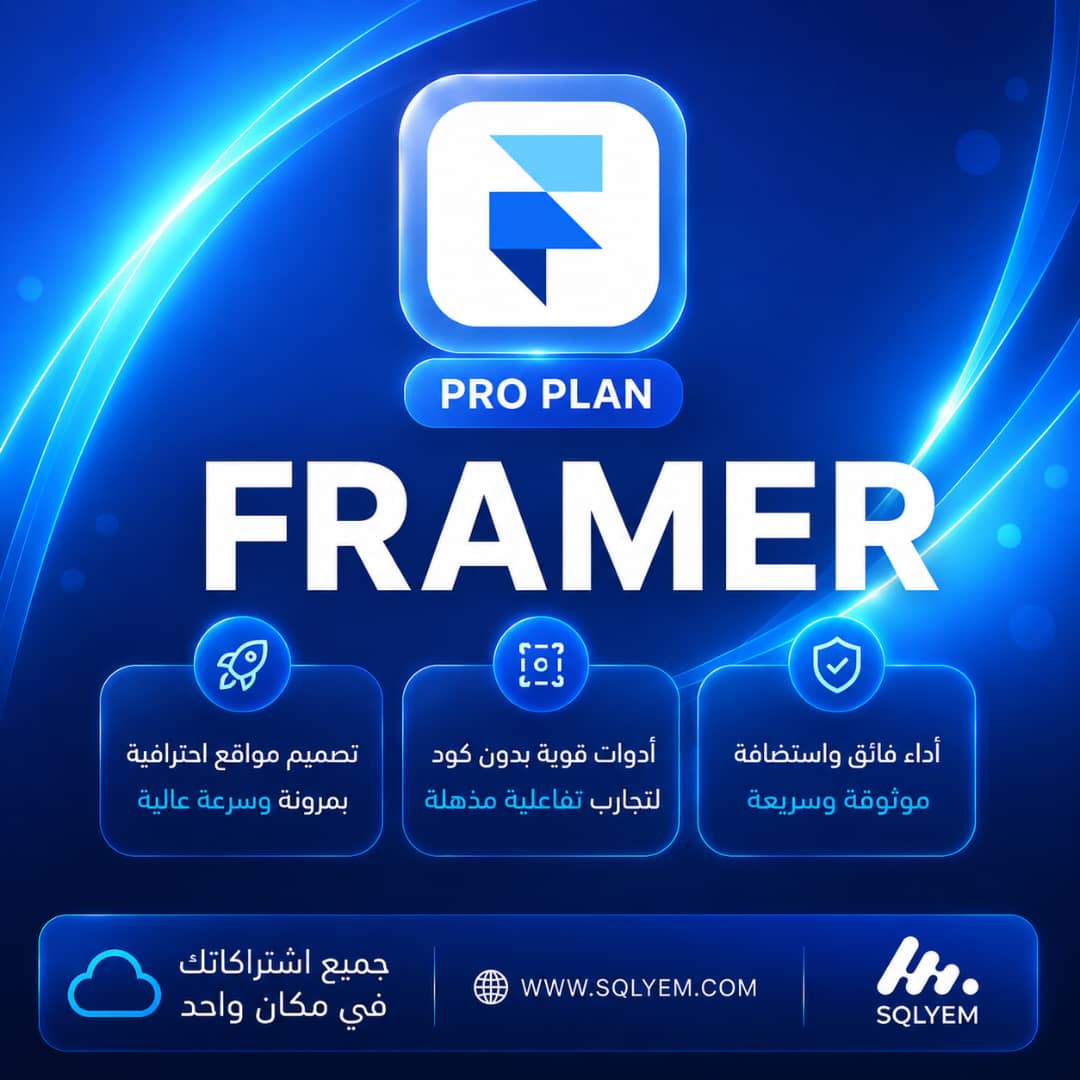 PRO PLAN
FRAMER
أداء فائق واستضافة
موثوقة وسريعة
أدوات قوية بدون كود
لتجارب تفاعلية مذهلة
تصميم مواقع احترافية
بمرونة وسرعة عالية
جميع اشتراكاتك
في مكان واحد
WWW.SQLYEM.COM
SQLYEM